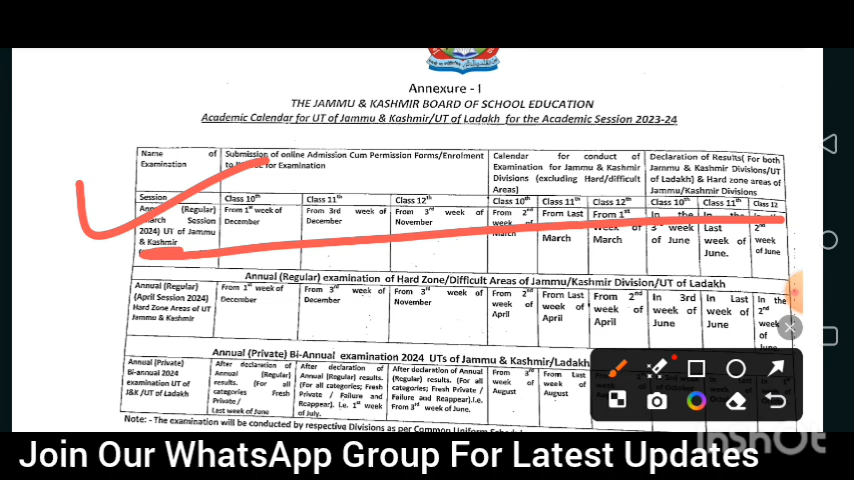 Annexure - I
THE JAMMU & KASHMIR BOARD OF SCHOOL EDUCATION
Academic Calendar for UT of Jammu & Kashmir/UT of Ladakh for the Academic Session 2023-24
Name of Examination
Submission of online Admission Cum Permission Forms/Enrolment
to for Examination
Calendar for conduct of
Examination for Jammu & Kashmir
Divisions (excluding Hard/difficult
Areas)
Declaration of Results( For both
Jammu & Kashmir Divisions/UT
of Ladakh) & Hard zone areas of
Jammu/Kashmir Divisions
Session
Class 10th
Class 11th
Class 12th
Class 10th
Class 11th
Class 12th
Class 10th
Class 11th
Class 12
(Regular)
Session
2024) UT of Jammu
& Kashmir
From 1st week of
December
From 3rd week of
December
From 3rd week of
November
From 2nd
week of
March
From Last
March
From 1st
March
In the
3rd week
of June
In the
Last
week of
June.
2nd
week
of June
Annual (Regular) examination of Hard Zone/Difficult Areas of Jammu/Kashmir Division/UT of Ladakh
Annual (Regular)
(April Session 2024)
Hard Zone Areas of UT
Jammu & Kashmir
From 1st week of
December
From 3rd week of
December
From 3rd week of
November
From 2nd
week of
April
From Last
week of
April
From 2nd
week of
April
In 3rd
week of
June
In Last
week of
June
In the
2nd
week
of
June
Annual (Private) Bi-Annual examination 2024 UTs of Jammu & Kashmir/Ladakh
Annual (Private)
Bi-annual 2024
examination UT of
J&K /UT of Ladakh
After declaration of
Annual (Regular)
results. (For all
categories Fresh
Private /
Last week of June
After declaration of
Annual (Regular) results.
(For all categories; Fresh
Private / Failure and
Reappear). i.e. 1st week
of July.
After declaration of Annual
(Regular) results. (For all
categories; Fresh Private /
Failure and Reappear).i.e.
From 3rd week of June.
From 3rd
week of
August
From Last
week of
August
Note: - The examination will be conducted by respective Divisions as per Common Uniform
InShOt
Join Our WhatsApp Group For Latest Updates